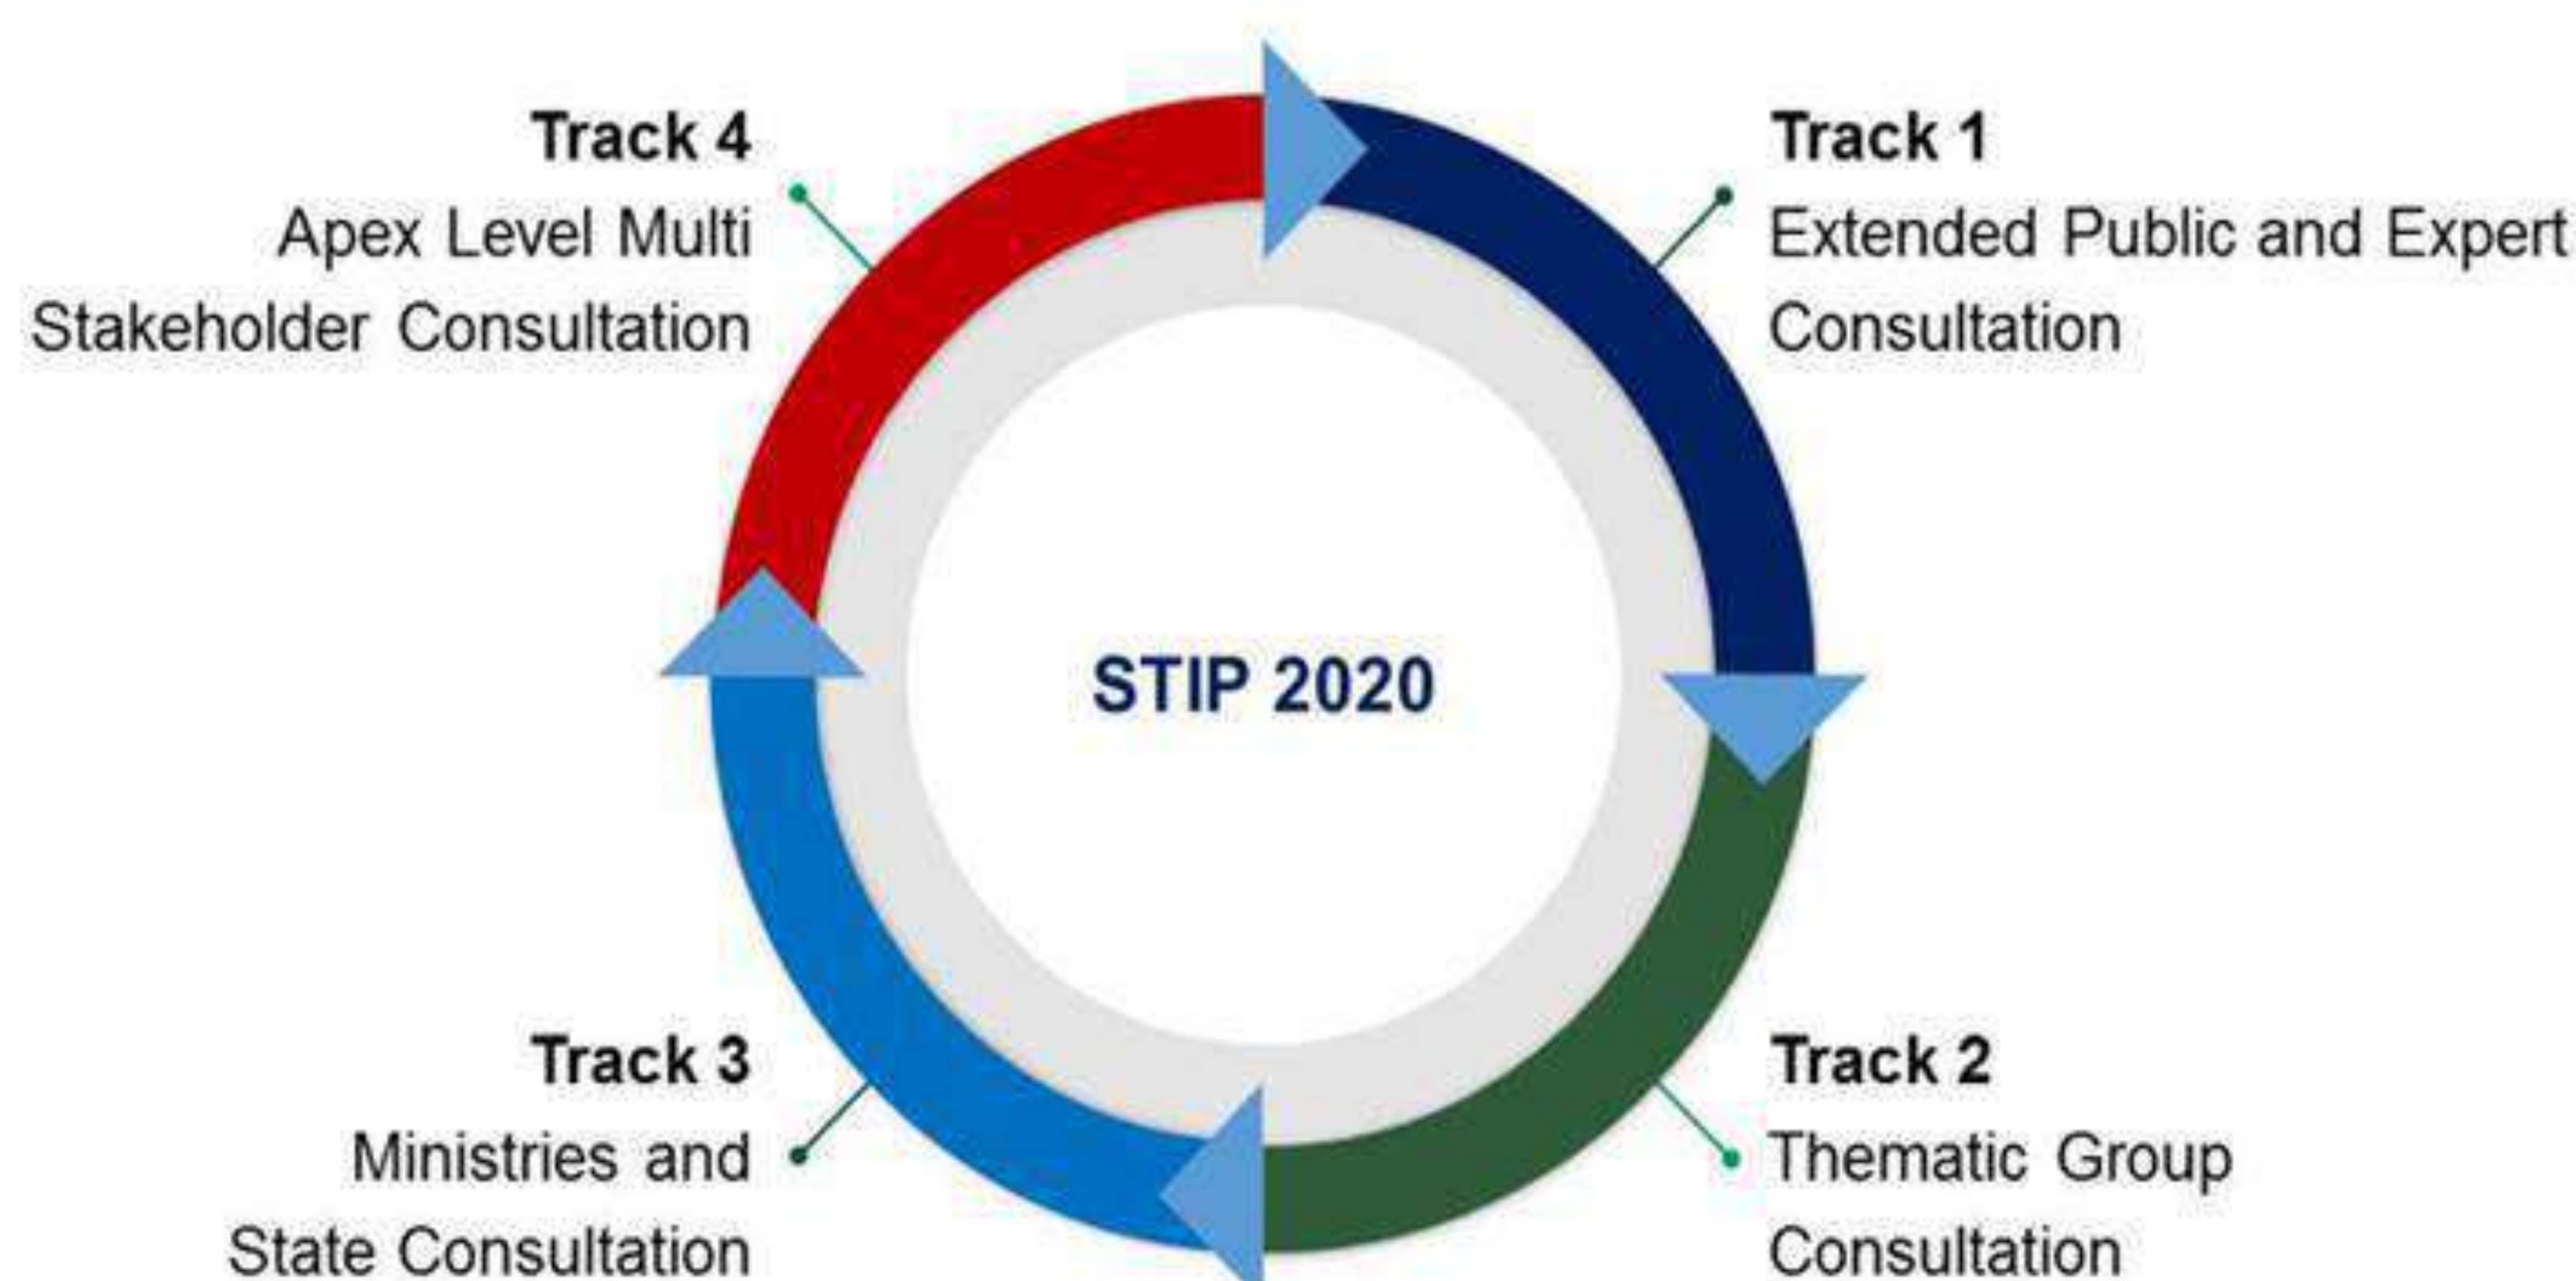 Track 4
Apex Level Multi
Stakeholder Consultation
Track 1
Extended Public and Expert
Consultation
STIP 2020
Track 3
Ministries and
State Consultation
Track 2
Thematic Group
Consultation